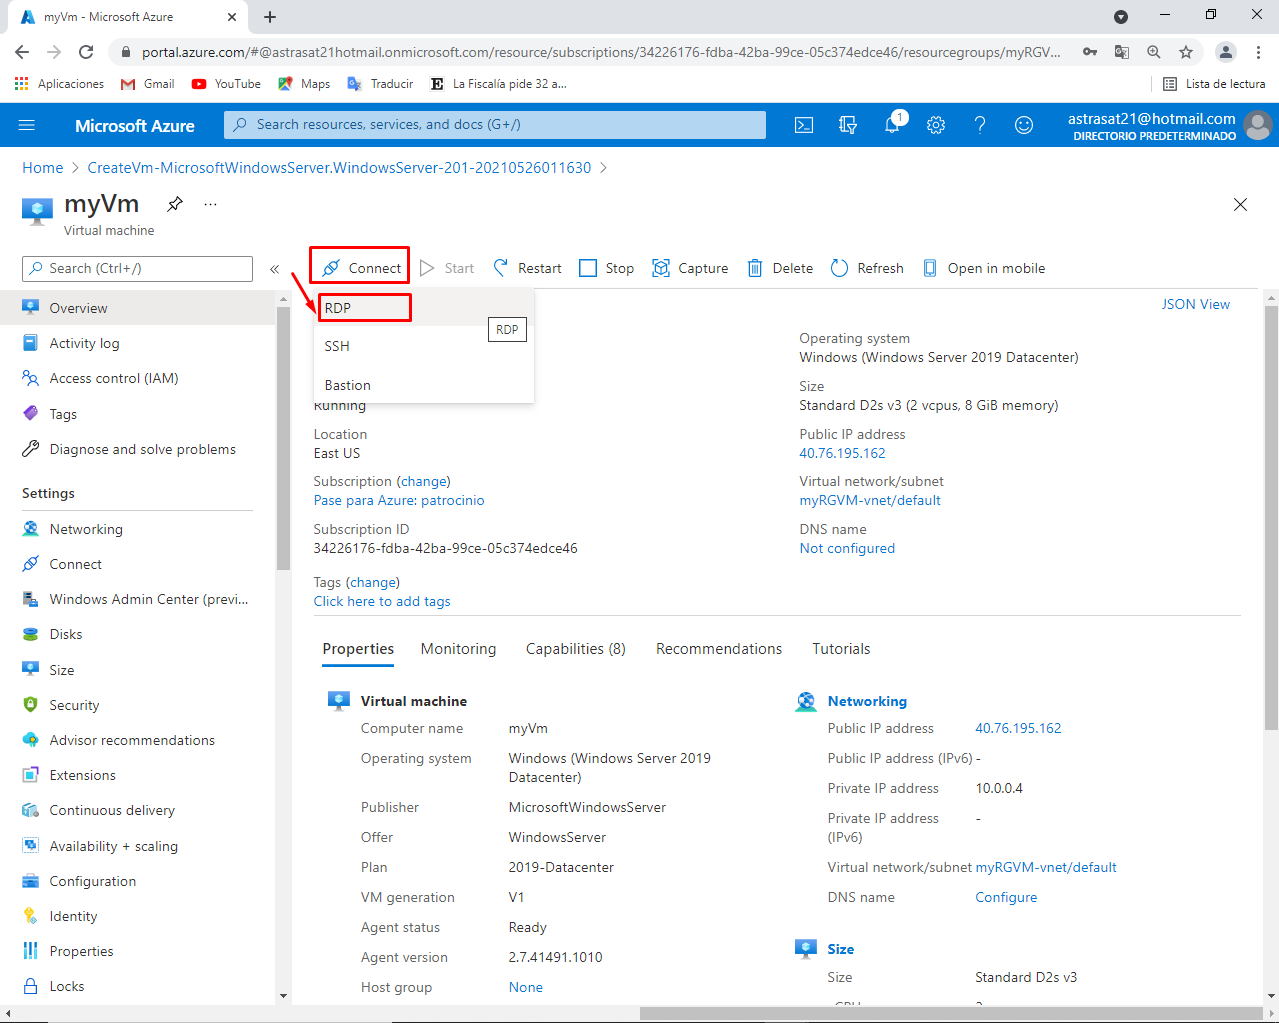 myVm - Microsoft Azure
portal.azure.com/#@astrasat21hotmail.onmicrosoft.com/resource/subscriptions/34226176-fdba-42ba-99ce-05c374edce46/resourcegroups/myRGV...
Aplicaciones
Gmail
YouTube
Maps
Traducir
La Fiscalía pide 32 a...
Lista de lectura
Microsoft Azure
Search resources, services, and docs (G+/)
1
astrasat21@hotmail.com
DIRECTORIO PREDETERMINADO
Home > CreateVm-MicrosoftWindowsServer.WindowsServer-201-20210526011630 >
myVm
...
Virtual machine
Search (Ctrl+/)
«
Connect
Start
Restart
Stop
Capture
Delete
Refresh
Open in mobile
Overview
Activity log
Access control (IAM)
Tags
Diagnose and solve problems
Settings
Networking
Connect
Windows Admin Center (previ...
Disks
Size
Security
Advisor recommendations
Extensions
Continuous delivery
Availability + scaling
Configuration
Identity
Properties
Locks
RDP
RDP
SSH
Bastion
JSON View
Running
Location
East US
Subscription (change)
Pase para Azure: patrocinio
Subscription ID
34226176-fdba-42ba-99ce-05c374edce46
Tags (change)
Click here to add tags
Operating system
Windows (Windows Server 2019 Datacenter)
Size
Standard D2s v3 (2 vcpus, 8 GiB memory)
Public IP address
40.76.195.162
Virtual network/subnet
myRGVM-vnet/default
DNS name
Not configured
Properties
Monitoring
Capabilities (8)
Recommendations
Tutorials
Virtual machine
Computer name myVm
Operating system Windows (Windows Server 2019
Datacenter)
Publisher MicrosoftWindowsServer
Offer WindowsServer
Plan 2019-Datacenter
VM generation V1
Agent status Ready
Agent version 2.7.41491.1010
Host group None
Networking
Public IP address 40.76.195.162
Public IP address (IPv6) -
Private IP address 10.0.0.4
Private IP address -
(IPv6)
Virtual network/subnet myRGVM-vnet/default
DNS name Configure
Size
Size Standard D2s v3